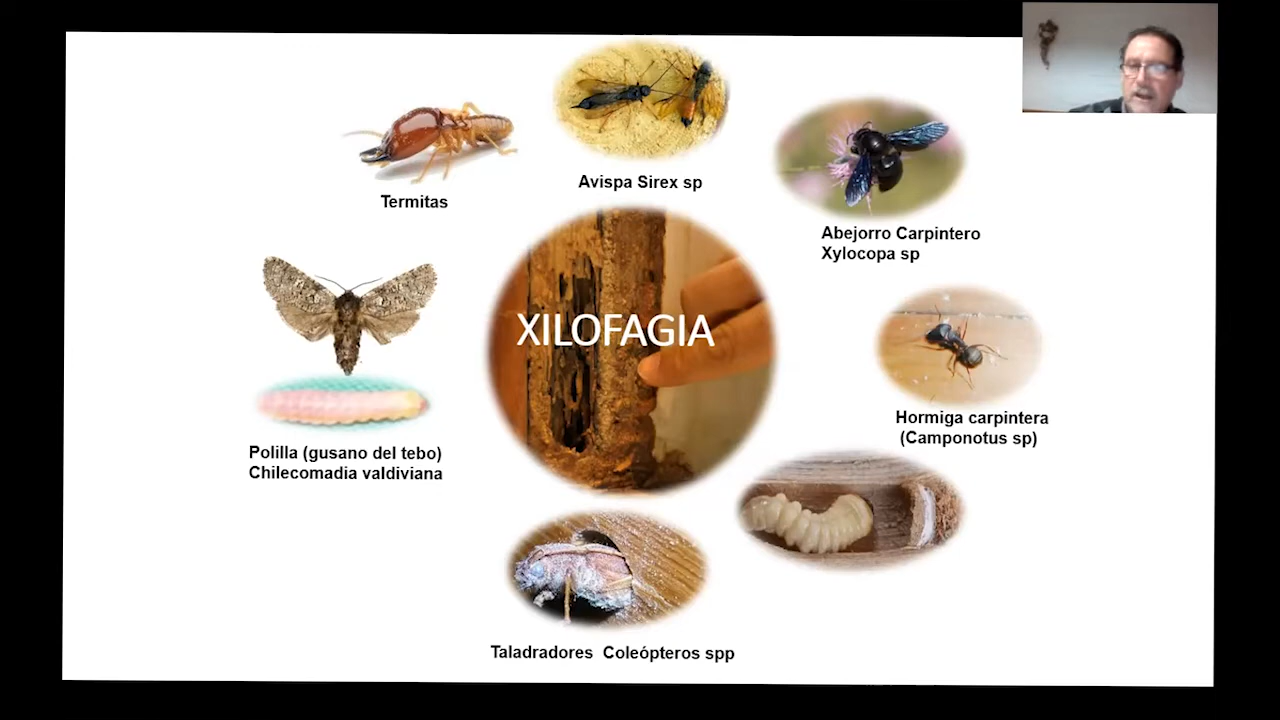 Avispa Sirex sp
Termitas
Abejorro Carpintero
Xylocopa sp
XILOFAGIA
Hormiga carpintera
(Camponotus sp)
Polilla (gusano del tebo)
Chilecomadia valdiviana
Taladradores Coleópteros spp